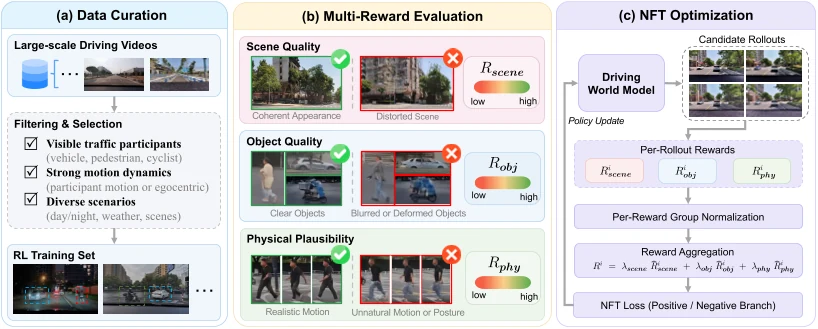 (a) Data Curation
Large-scale Driving Videos
...
Filtering & Selection
Visible traffic participants
(vehicle, pedestrian, cyclist)
Strong motion dynamics
(participant motion or egocentric)
Diverse scenarios
(day/night, weather, scenes)
RL Training Set
...
(b) Multi-Reward Evaluation
Scene Quality
Coherent Appearance
Distorted Scene
R_scene
low high
Object Quality
Clear Objects
Blurred or Deformed Objects
R_obj
low high
Physical Plausibility
Realistic Motion
Unnatural Motion or Posture
R_phy
low high
(c) NFT Optimization
Candidate Rollouts
Driving
World Model
Policy Update
Per-Rollout Rewards
R^i_scene R^i_obj R^i_phy
Per-Reward Group Normalization
Reward Aggregation
R^i = λ_scene R̃^i_scene + λ_obj R̃^i_obj + λ_phy R̃^i_phy
NFT Loss (Positive / Negative Branch)